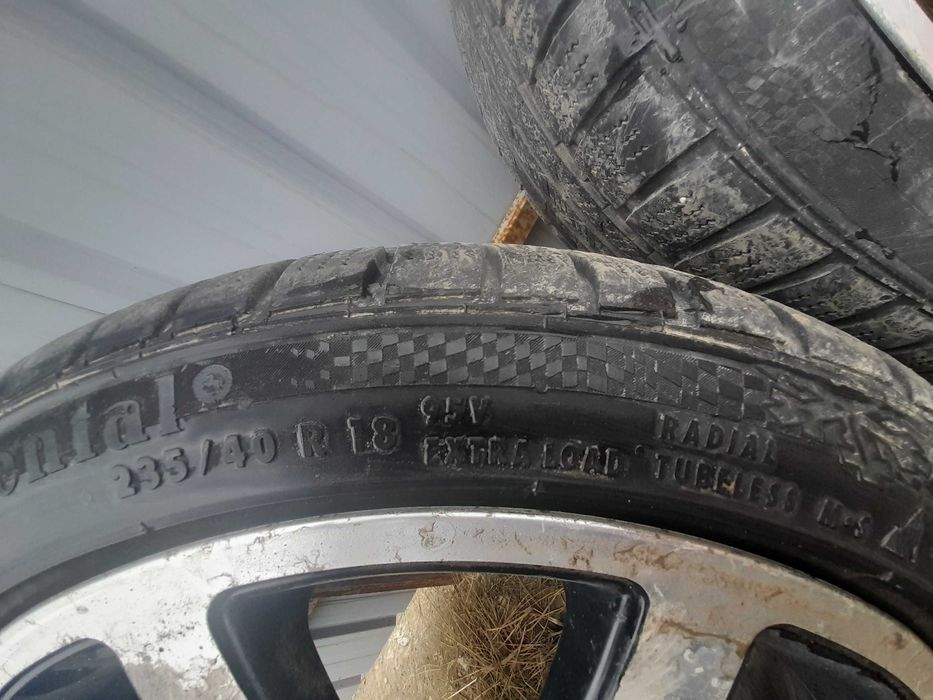 ental
235/40 R 18 95V
EXTRA LOAD
RADIAL
TUBELESS M+S